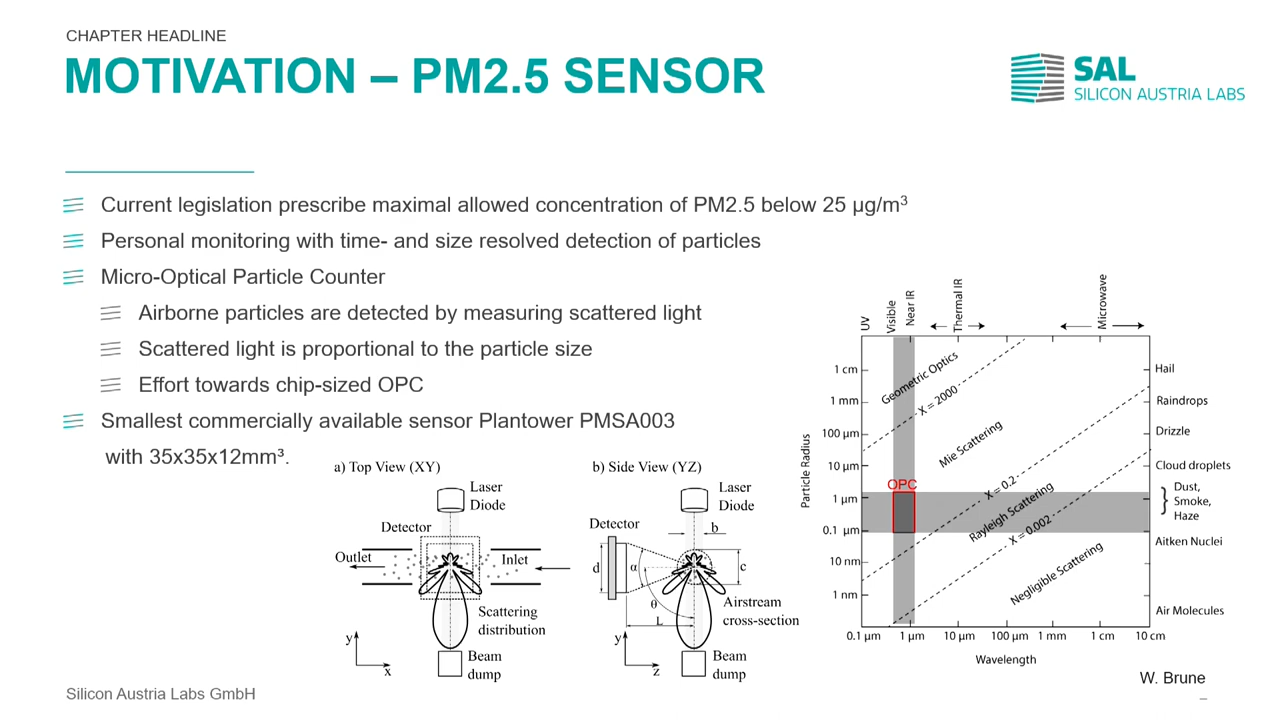 CHAPTER HEADLINE
MOTIVATION – PM2.5 SENSOR
SAL
SILICON AUSTRIA LABS
Current legislation prescribe maximal allowed concentration of PM2.5 below 25 µg/m³
Personal monitoring with time- and size resolved detection of particles
Micro-Optical Particle Counter
Airborne particles are detected by measuring scattered light
Scattered light is proportional to the particle size
Effort towards chip-sized OPC
Smallest commercially available sensor Plantower PMSA003
with 35x35x12mm³.
a) Top View (XY)
Laser
Diode
Detector
Outlet
Inlet
Scattering
distribution
Beam
dump
y
x
b) Side View (YZ)
Laser
Diode
Detector
b
d
α
c
θ
L
Airstream
cross-section
Beam
dump
y
z
UV
Visible
Near IR
Thermal IR
Microwave
Particle Radius
1 cm
1 mm
100 µm
10 µm
1 µm
0.1 µm
10 nm
1 nm
Geometric Optics
X = 2000
Mie Scattering
OPC
X = 0.2
Rayleigh Scattering
X = 0.002
Negligible Scattering
Hail
Raindrops
Drizzle
Cloud droplets
Dust,
Smoke,
Haze
Aitken Nuclei
Air Molecules
0.1 µm
1 µm
10 µm
100 µm
1 mm
1 cm
10 cm
Wavelength
W. Brune
Silicon Austria Labs GmbH